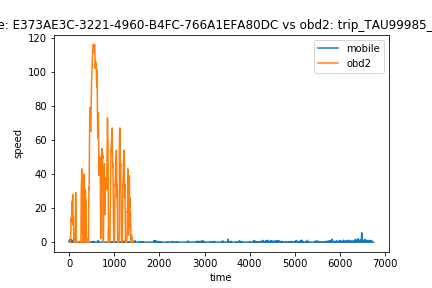 e: E373AE3C-3221-4960-B4FC-766A1EFA80DC vs obd2: trip_TAU99985_
120
100
80
60
40
20
0
speed
mobile
obd2
0 1000 2000 3000 4000 5000 6000 7000
time